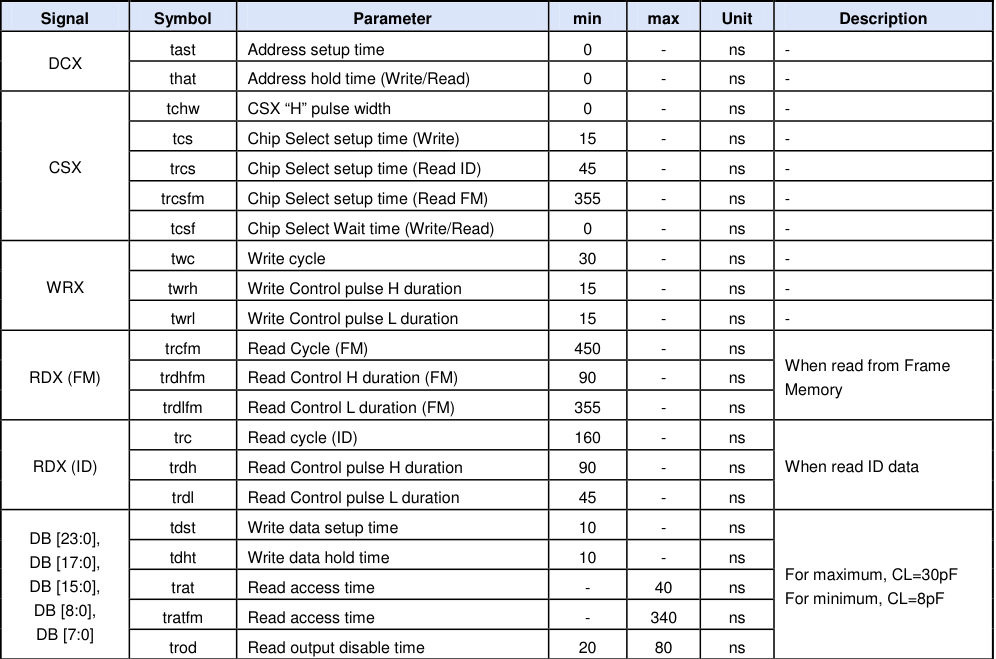 Signal Symbol Parameter min max Unit Description
DCX tast Address setup time 0 - ns -
that Address hold time (Write/Read) 0 - ns -
CSX tchw CSX “H” pulse width 0 - ns -
tcs Chip Select setup time (Write) 15 - ns -
trcs Chip Select setup time (Read ID) 45 - ns -
trcsfm Chip Select setup time (Read FM) 355 - ns -
tcsf Chip Select Wait time (Write/Read) 0 - ns -
WRX twc Write cycle 30 - ns -
twrh Write Control pulse H duration 15 - ns -
twrl Write Control pulse L duration 15 - ns -
RDX (FM) trcfm Read Cycle (FM) 450 - ns When read from Frame
Memory
trdhfm Read Control H duration (FM) 90 - ns
trdlfm Read Control L duration (FM) 355 - ns
RDX (ID) trc Read cycle (ID) 160 - ns When read ID data
trdh Read Control pulse H duration 90 - ns
trdl Read Control pulse L duration 45 - ns
DB [23:0],
DB [17:0],
DB [15:0],
DB [8:0],
DB [7:0]
tdst Write data setup time 10 - ns
tdht Write data hold time 10 - ns
trat Read access time - 40 ns
tratfm Read access time - 340 ns
trod Read output disable time 20 80 ns
For maximum, CL=30pF
For minimum, CL=8pF